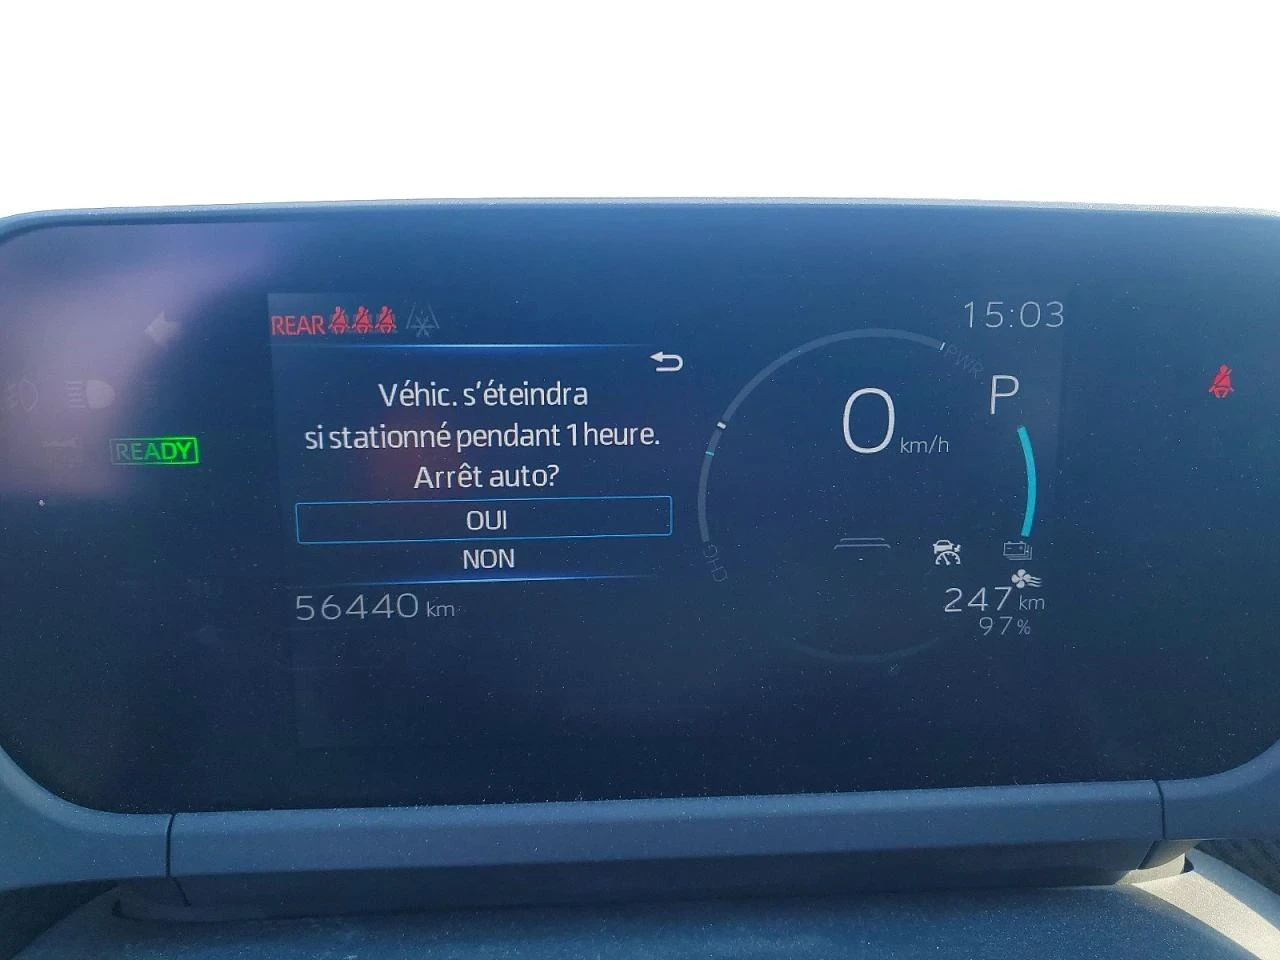 REAR
15:03
PWR
Véhic. s'éteindra
si stationné pendant 1 heure.
Arrêt auto?
OUI
NON
READY
P
0 km/h
CHG
56440 km
247 km
97%